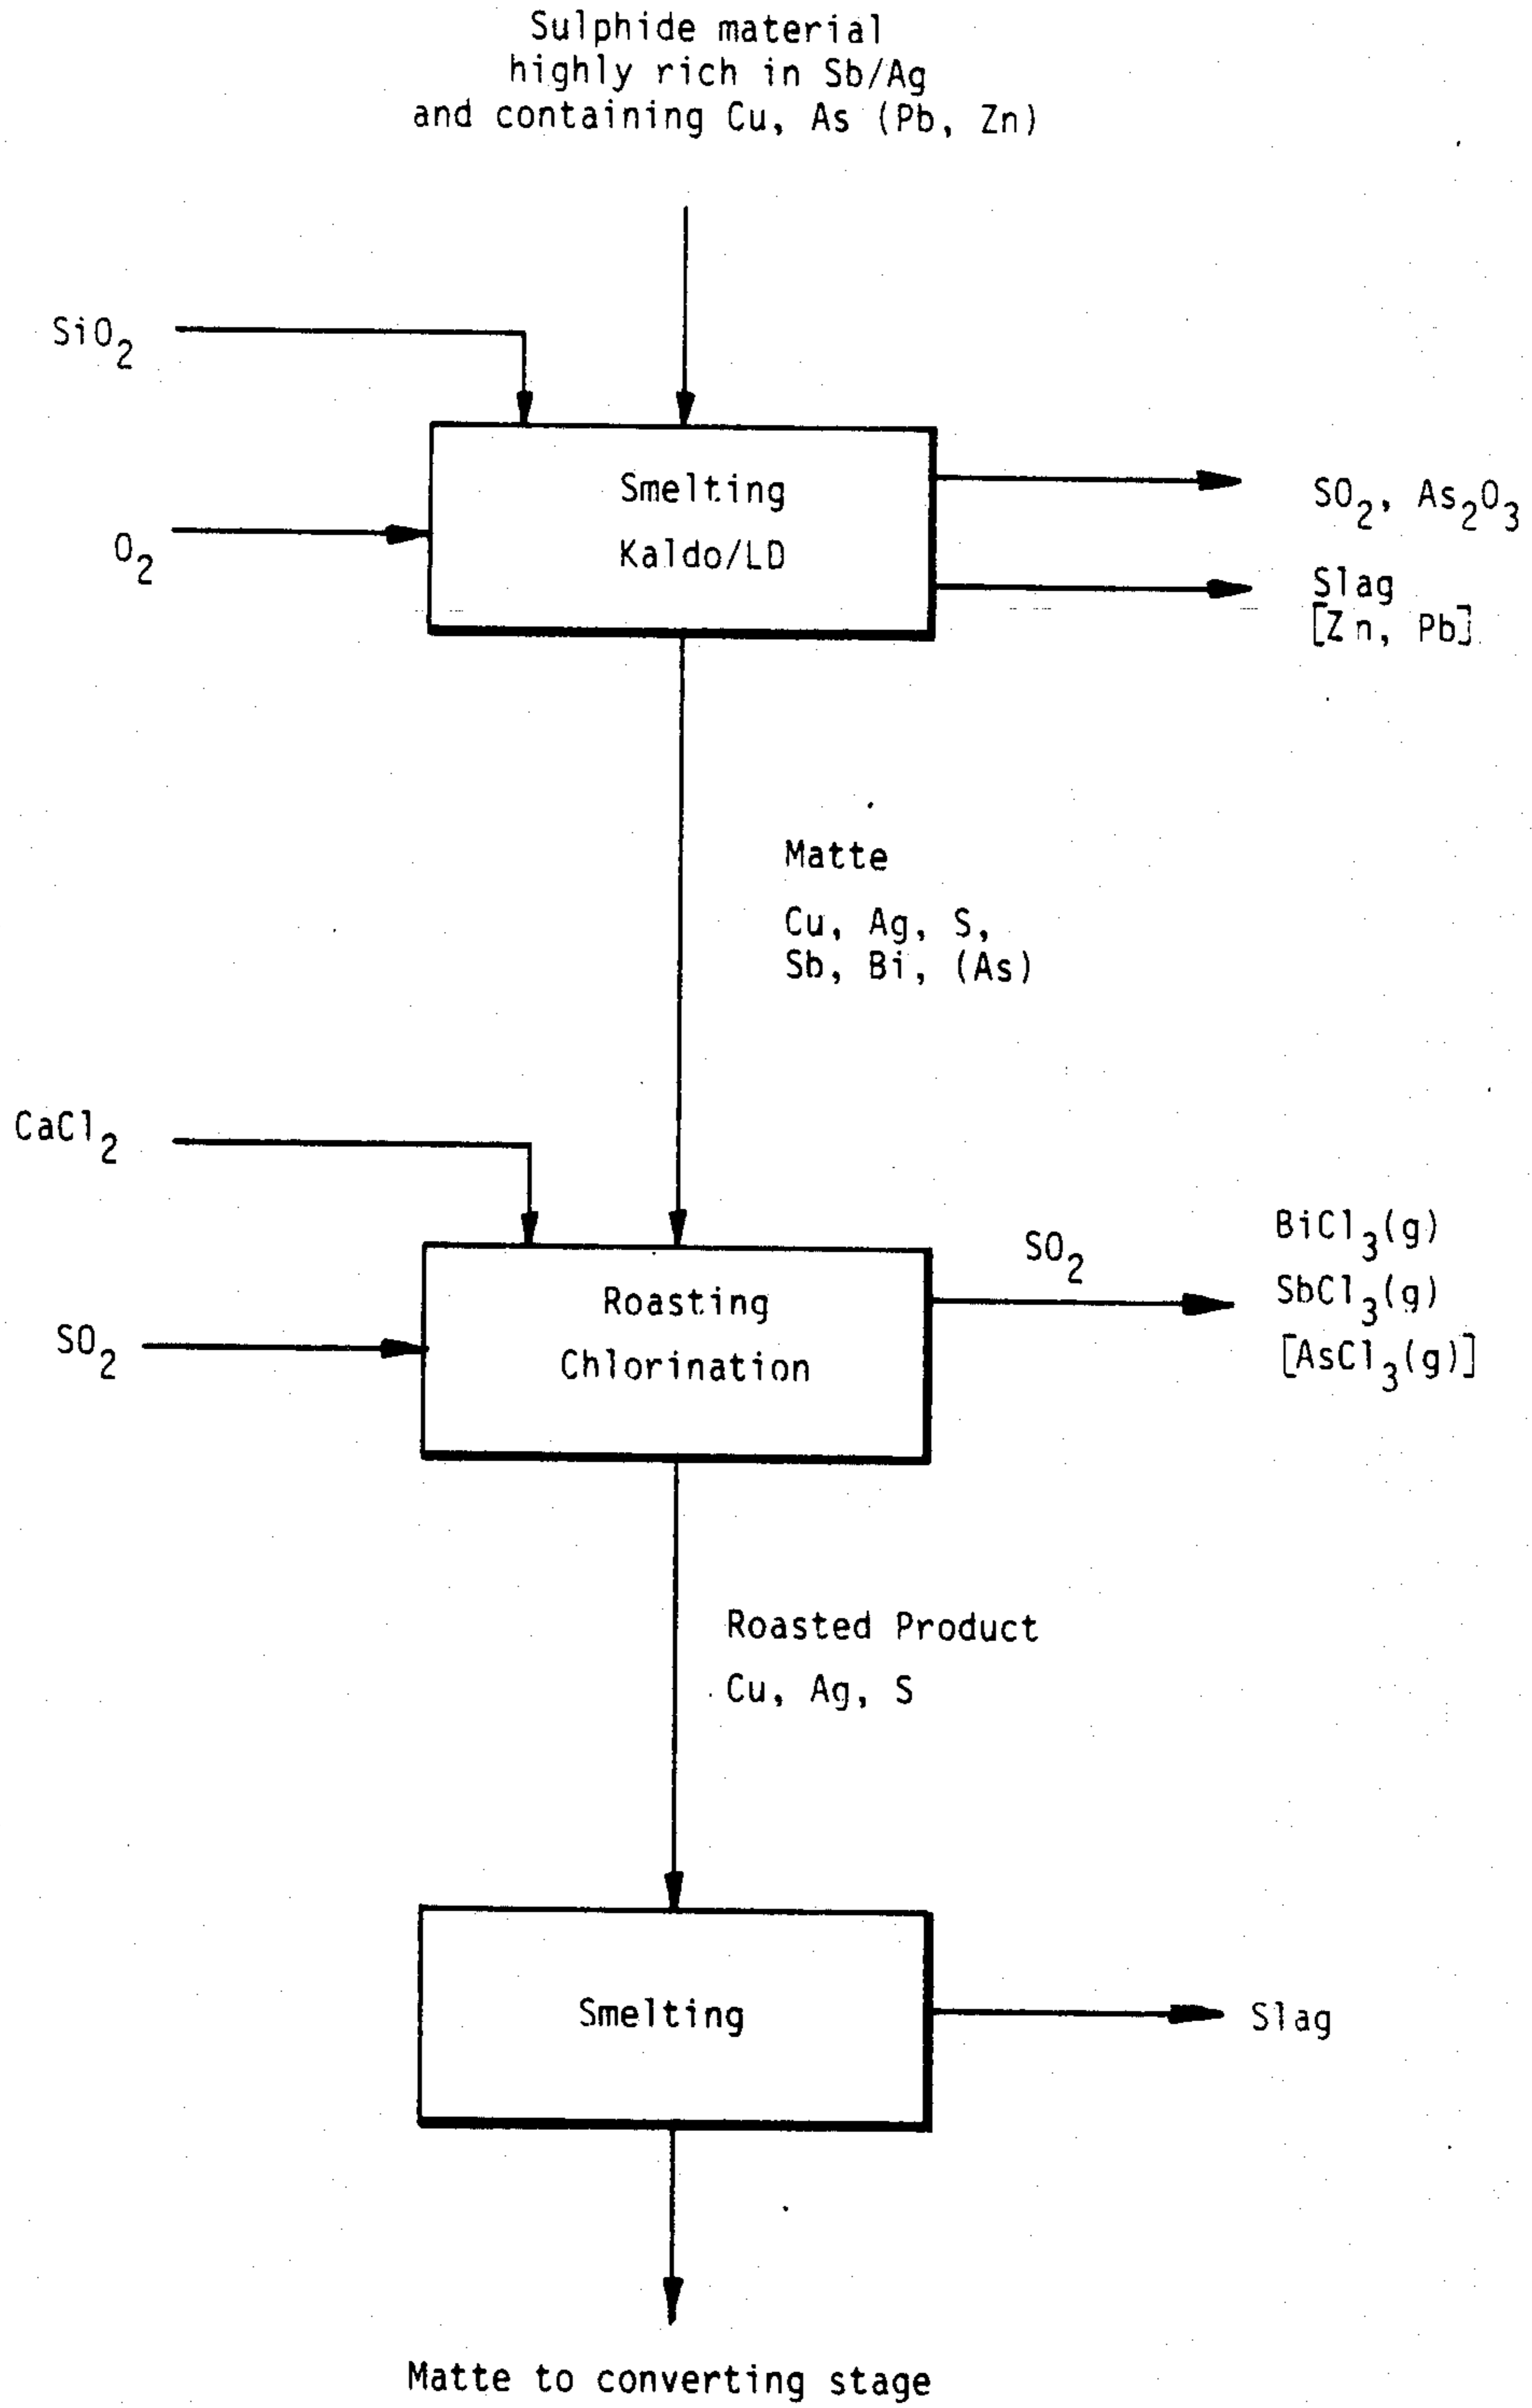 Sulphide material
highly rich in Sb/Ag
and containing Cu, As (Pb, Zn)
SiO2
O2
Smelting
Kaldo/LD
SO2, As2O3
Slag
[Zn, Pb]
Matte
Cu, Ag, S,
Sb, Bi, (As)
CaCl2
SO2
Roasting
Chlorination
SO2
BiCl3(g)
SbCl3(g)
[AsCl3(g)]
Roasted Product
Cu, Ag, S
Smelting
Slag
Matte to converting stage